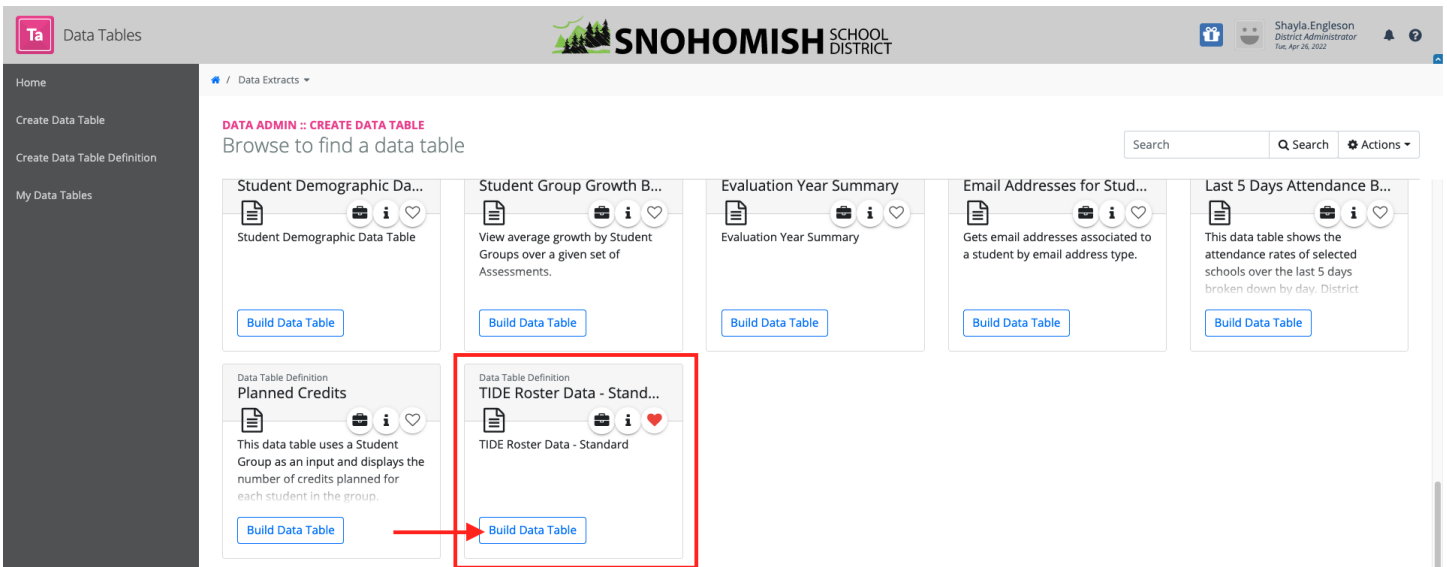 Ta
Data Tables
SNOHOMISH SCHOOL DISTRICT
Shayla.Engleson
District Administrator
Tue, Apr 26, 2022
Home
Create Data Table
Create Data Table Definition
My Data Tables
/ Data Extracts
DATA ADMIN :: CREATE DATA TABLE
Browse to find a data table
Search
Search
Actions
Student Demographic Da...
Student Demographic Data Table
Build Data Table
Student Group Growth B...
View average growth by Student
Groups over a given set of
Assessments.
Build Data Table
Evaluation Year Summary
Evaluation Year Summary
Build Data Table
Email Addresses for Stud...
Gets email addresses associated to
a student by email address type.
Build Data Table
Last 5 Days Attendance B...
This data table shows the
attendance rates of selected
schools over the last 5 days
broken down by day. District
Build Data Table
Data Table Definition
Planned Credits
This data table uses a Student
Group as an input and displays the
number of credits planned for
each student in the group.
Build Data Table
Data Table Definition
TIDE Roster Data - Stand...
TIDE Roster Data - Standard
Build Data Table